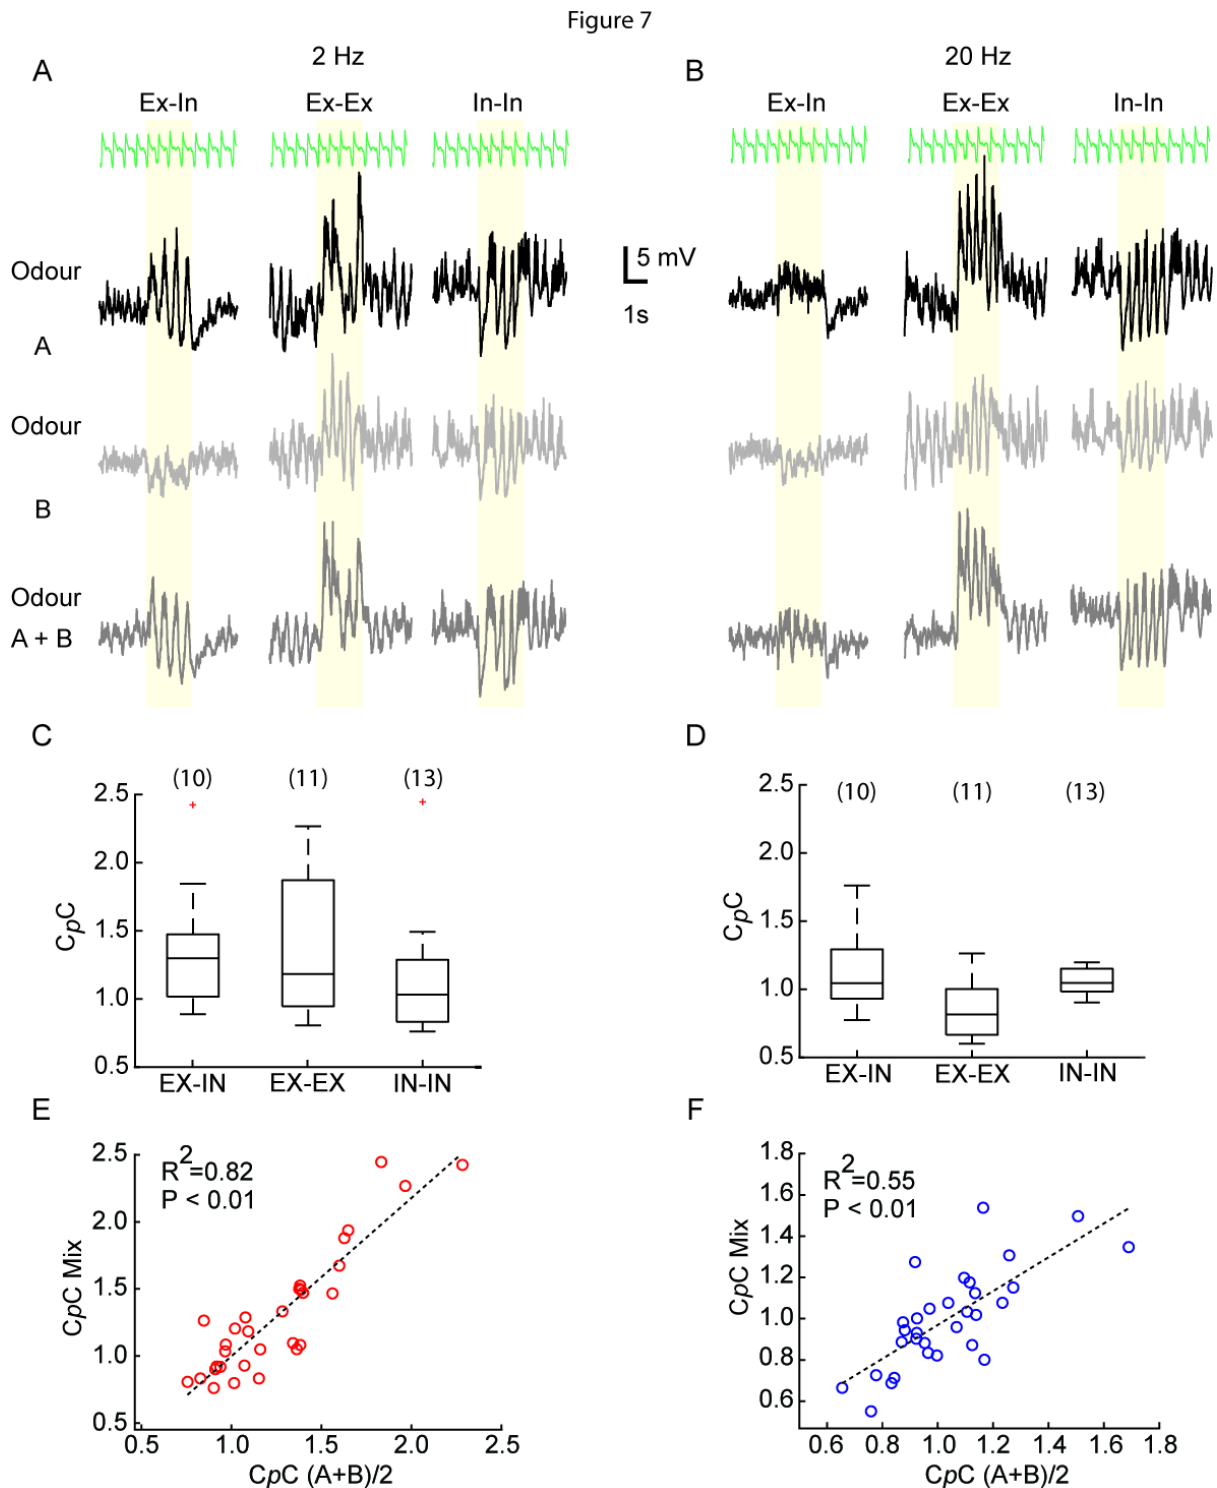 Figure 7
A
2 Hz
Ex-In
Ex-Ex
In-In
Odour
A
Odour
B
Odour
A + B
5 mV
1s
B
20 Hz
Ex-In
Ex-Ex
In-In
C
(10)
(11)
(13)
2.5
2.0
1.5
1.0
0.5
CpC
EX-IN
EX-EX
IN-IN
D
(10)
(11)
(13)
2.5
2.0
1.5
1.0
0.5
CpC
EX-IN
EX-EX
IN-IN
E
R2=0.82
P < 0.01
2.5
2.0
1.5
1.0
0.5
CpC Mix
0.5 1.0 1.5 2.0 2.5
CpC (A+B)/2
F
R2=0.55
P < 0.01
1.8
1.6
1.4
1.2
1.0
0.8
0.6
CpC Mix
0.6 0.8 1.0 1.2 1.4 1.6 1.8
CpC (A+B)/2